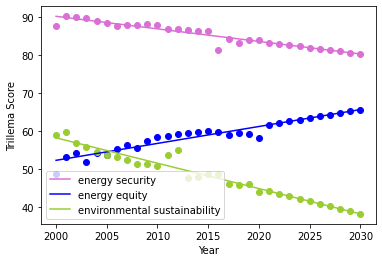 90
80
70
60
50
40
Trillema Score
energy security
energy equity
environmental sustainability
2000 2005 2010 2015 2020 2025 2030
Year